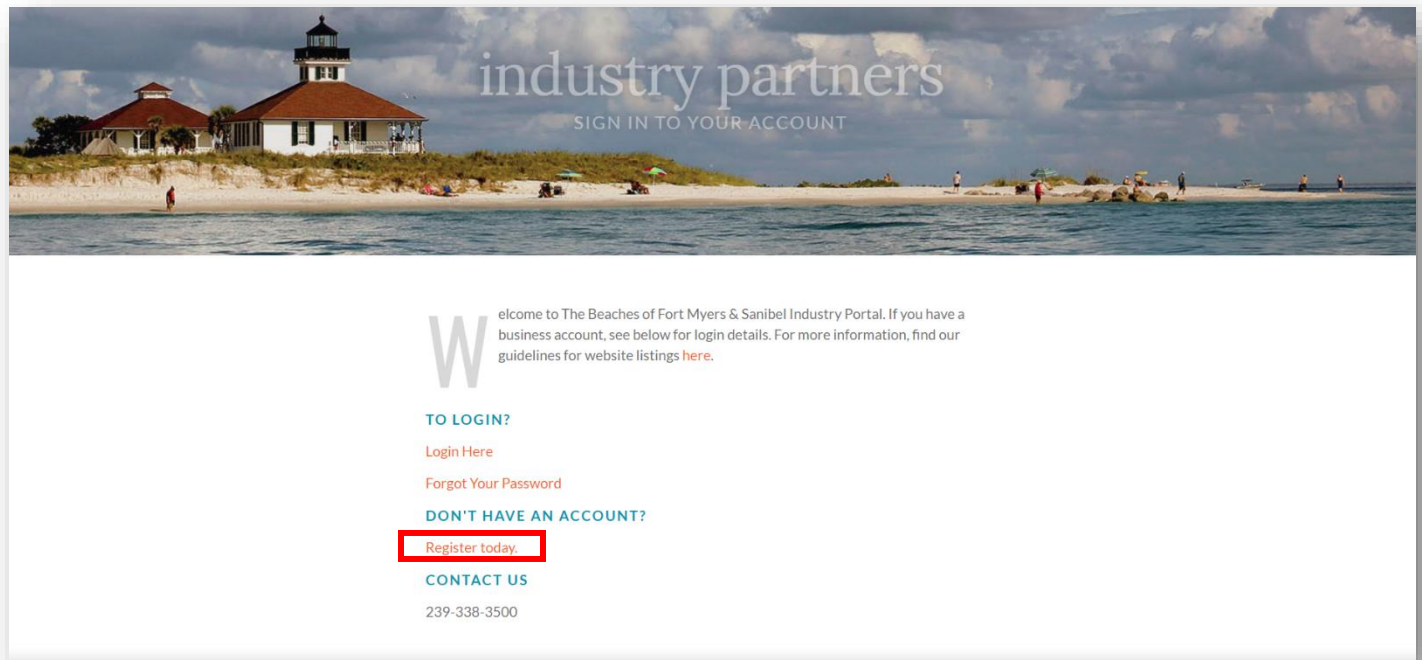 industry partners
SIGN IN TO YOUR ACCOUNT
Welcome to The Beaches of Fort Myers & Sanibel Industry Portal. If you have a
business account, see below for login details. For more information, find our
guidelines for website listings here.
TO LOGIN?
Login Here
Forgot Your Password
DON'T HAVE AN ACCOUNT?
Register today.
CONTACT US
239-338-3500